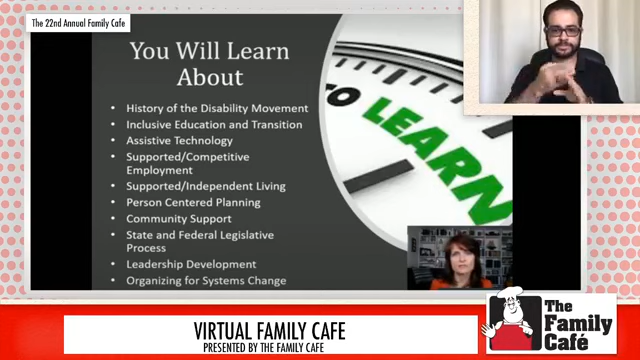 The 22nd Annual Family Cafe
You Will Learn
About
• History of the Disability Movement
• Inclusive Education and Transition
• Assistive Technology
• Supported/Competitive
Employment
• Supported/Independent Living
• Person Centered Planning
• Community Support
• State and Federal Legislative
Process
• Leadership Development
• Organizing for Systems Change
TO LEARN
VIRTUAL FAMILY CAFE
PRESENTED BY THE FAMILY CAFE
The
Family
Café